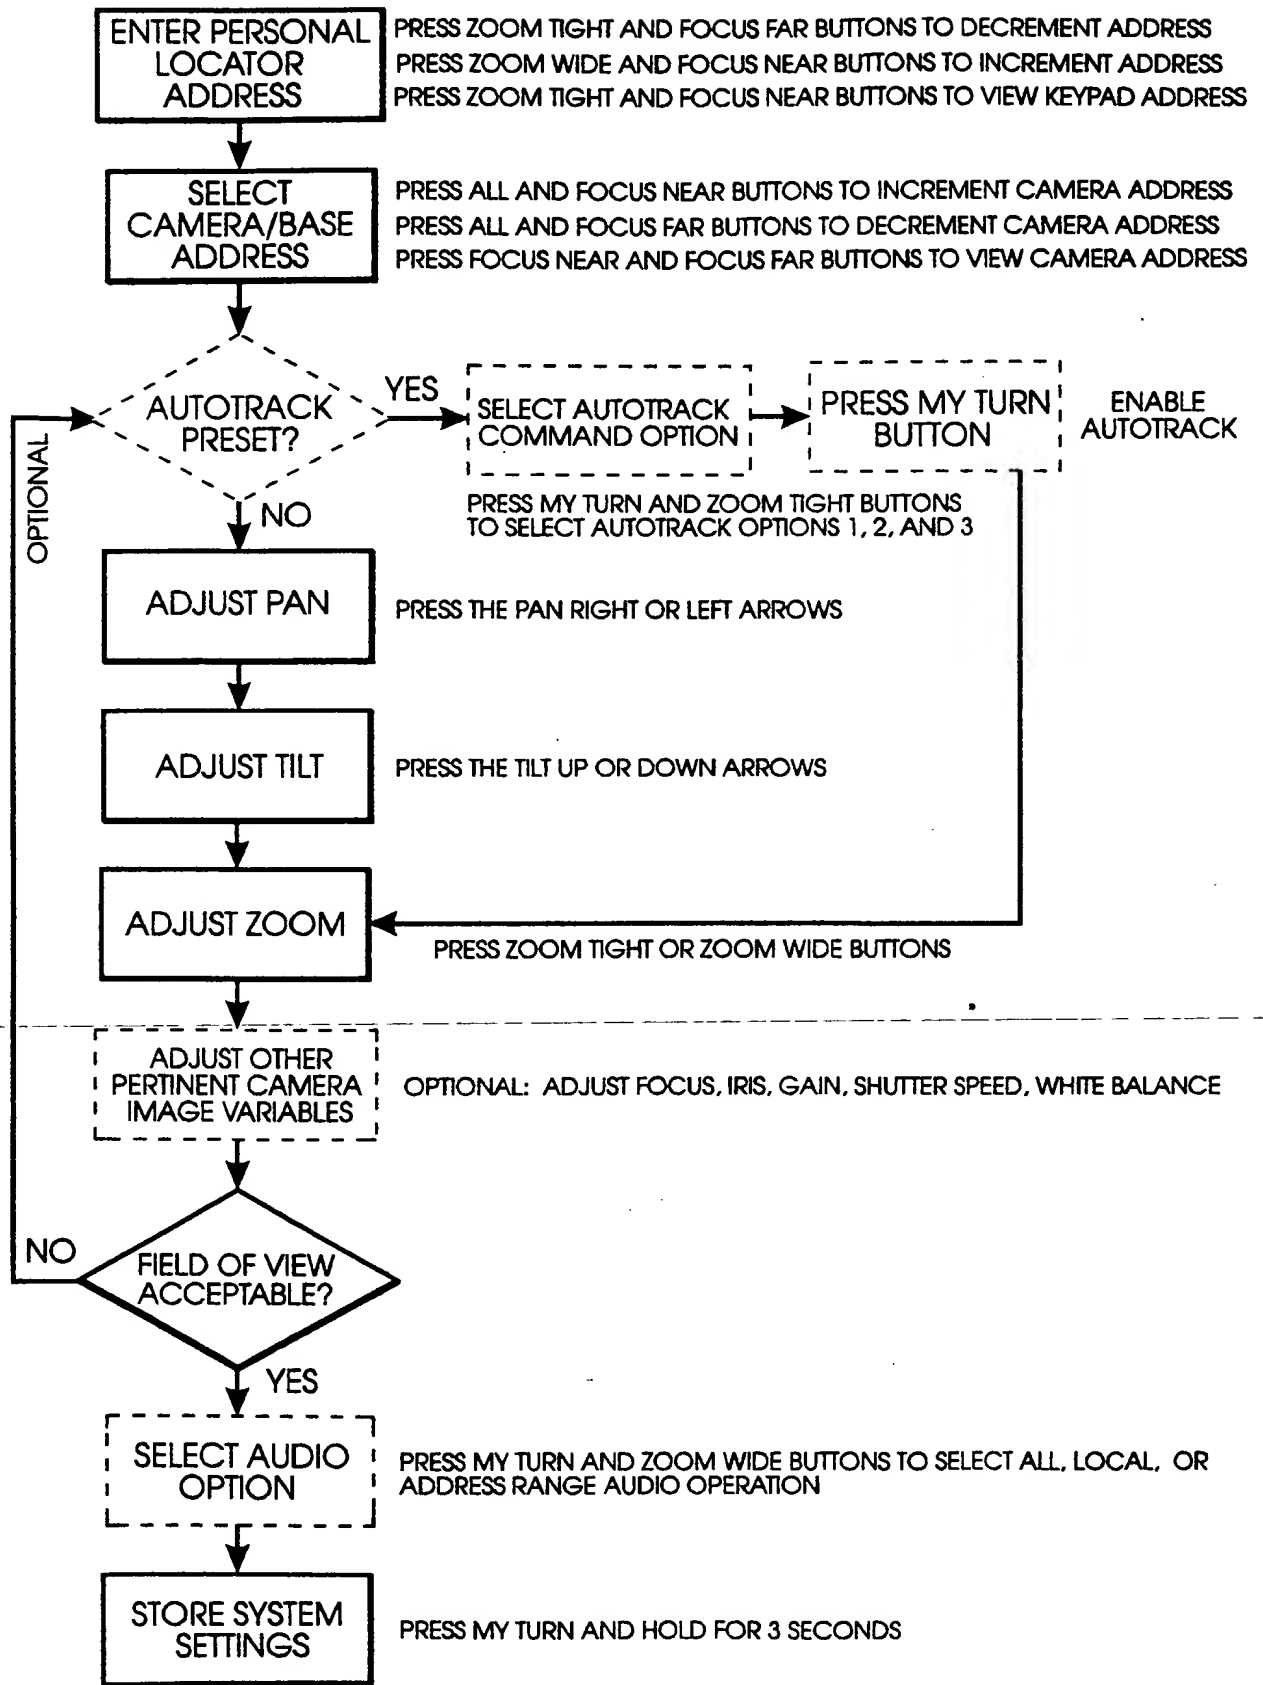 ENTER PERSONAL
LOCATOR
ADDRESS
PRESS ZOOM TIGHT AND FOCUS FAR BUTTONS TO DECREMENT ADDRESS
PRESS ZOOM WIDE AND FOCUS NEAR BUTTONS TO INCREMENT ADDRESS
PRESS ZOOM TIGHT AND FOCUS NEAR BUTTONS TO VIEW KEYPAD ADDRESS
SELECT
CAMERA/BASE
ADDRESS
PRESS ALL AND FOCUS NEAR BUTTONS TO INCREMENT CAMERA ADDRESS
PRESS ALL AND FOCUS FAR BUTTONS TO DECREMENT CAMERA ADDRESS
PRESS FOCUS NEAR AND FOCUS FAR BUTTONS TO VIEW CAMERA ADDRESS
AUTOTRACK
PRESET?
YES
SELECT AUTOTRACK
COMMAND OPTION
PRESS MY TURN
BUTTON
ENABLE
AUTOTRACK
OPTIONAL
NO
PRESS MY TURN AND ZOOM TIGHT BUTTONS
TO SELECT AUTOTRACK OPTIONS 1, 2, AND 3
ADJUST PAN
PRESS THE PAN RIGHT OR LEFT ARROWS
ADJUST TILT
PRESS THE TILT UP OR DOWN ARROWS
ADJUST ZOOM
PRESS ZOOM TIGHT OR ZOOM WIDE BUTTONS
ADJUST OTHER
PERTINENT CAMERA
IMAGE VARIABLES
OPTIONAL: ADJUST FOCUS, IRIS, GAIN, SHUTTER SPEED, WHITE BALANCE
NO
FIELD OF VIEW
ACCEPTABLE?
YES
SELECT AUDIO
OPTION
PRESS MY TURN AND ZOOM WIDE BUTTONS TO SELECT ALL, LOCAL, OR
ADDRESS RANGE AUDIO OPERATION
STORE SYSTEM
SETTINGS
PRESS MY TURN AND HOLD FOR 3 SECONDS